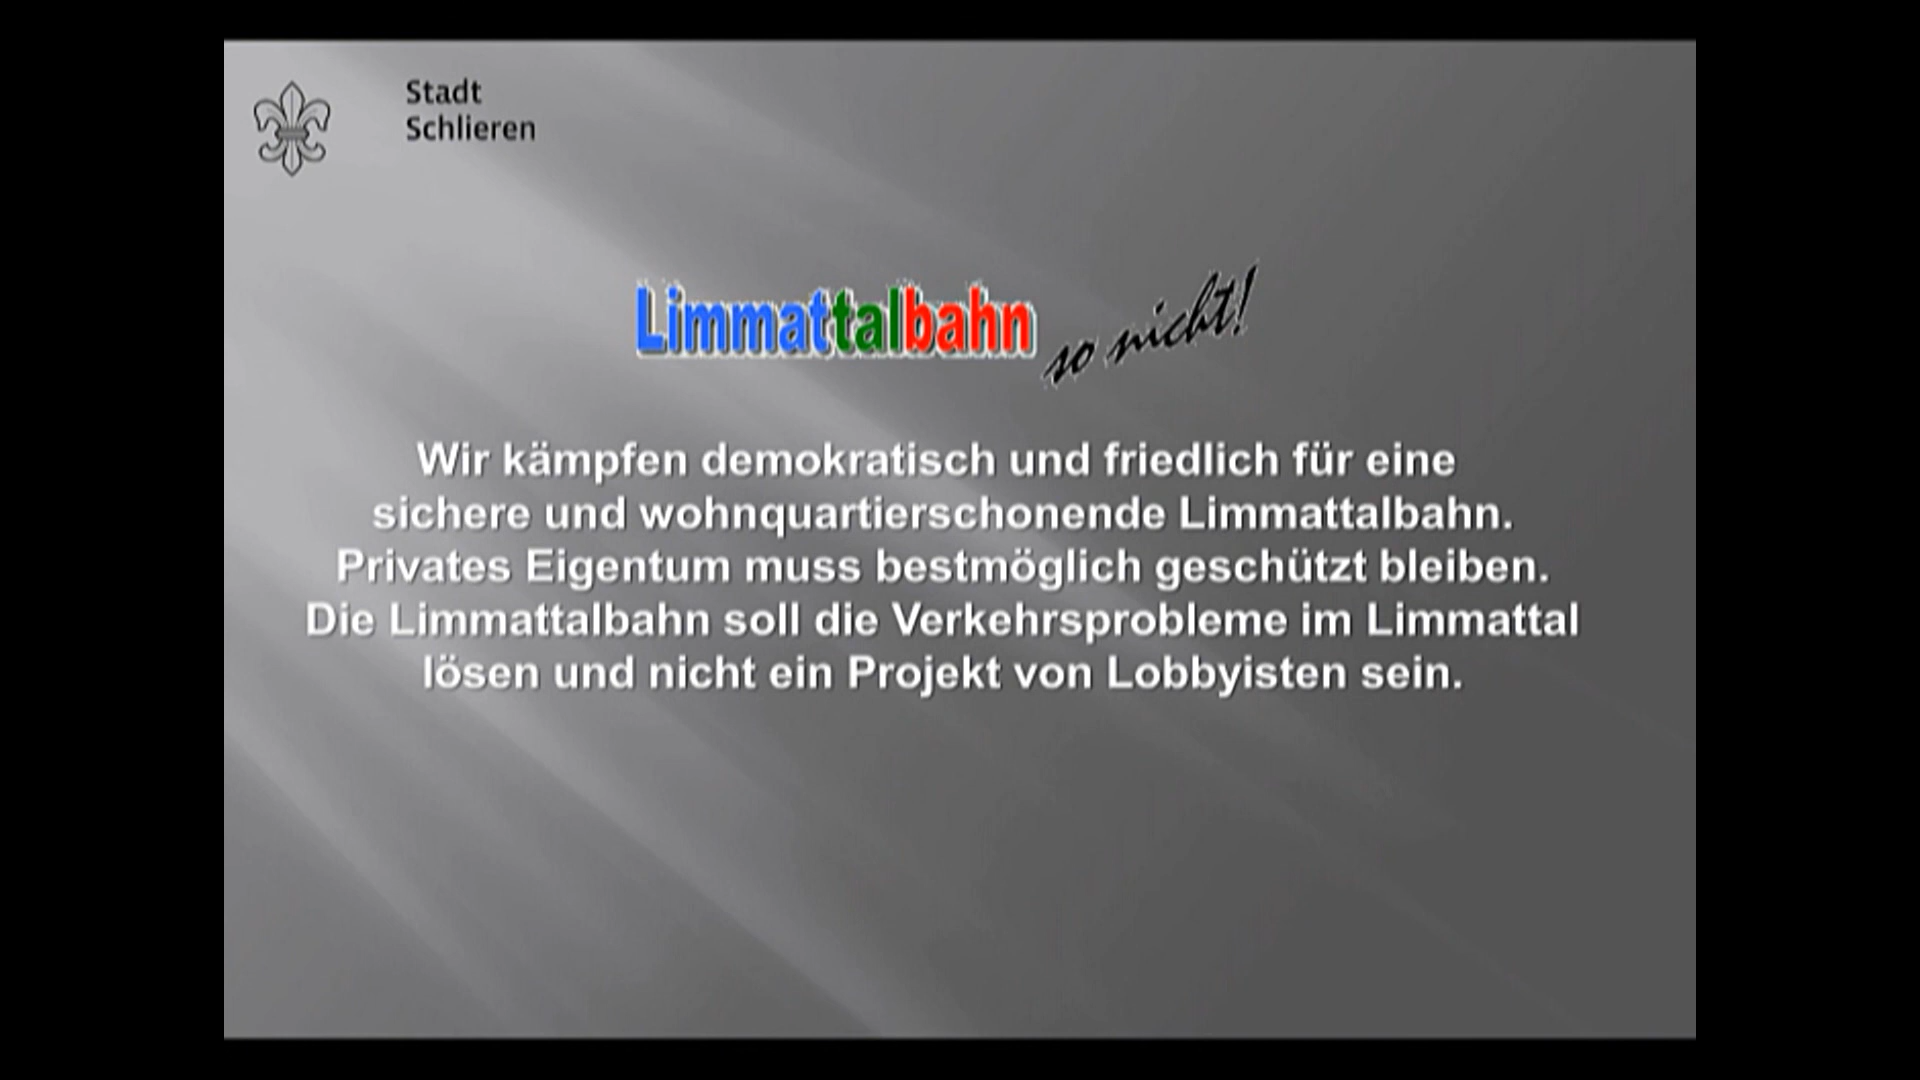 Stadt
Schlieren
Limmattalbahn so nicht!
Wir kämpfen demokratisch und friedlich für eine
sichere und wohnquartierschonende Limmattalbahn.
Privates Eigentum muss bestmöglich geschützt bleiben.
Die Limmattalbahn soll die Verkehrsprobleme im Limmattal
lösen und nicht ein Projekt von Lobbyisten sein.